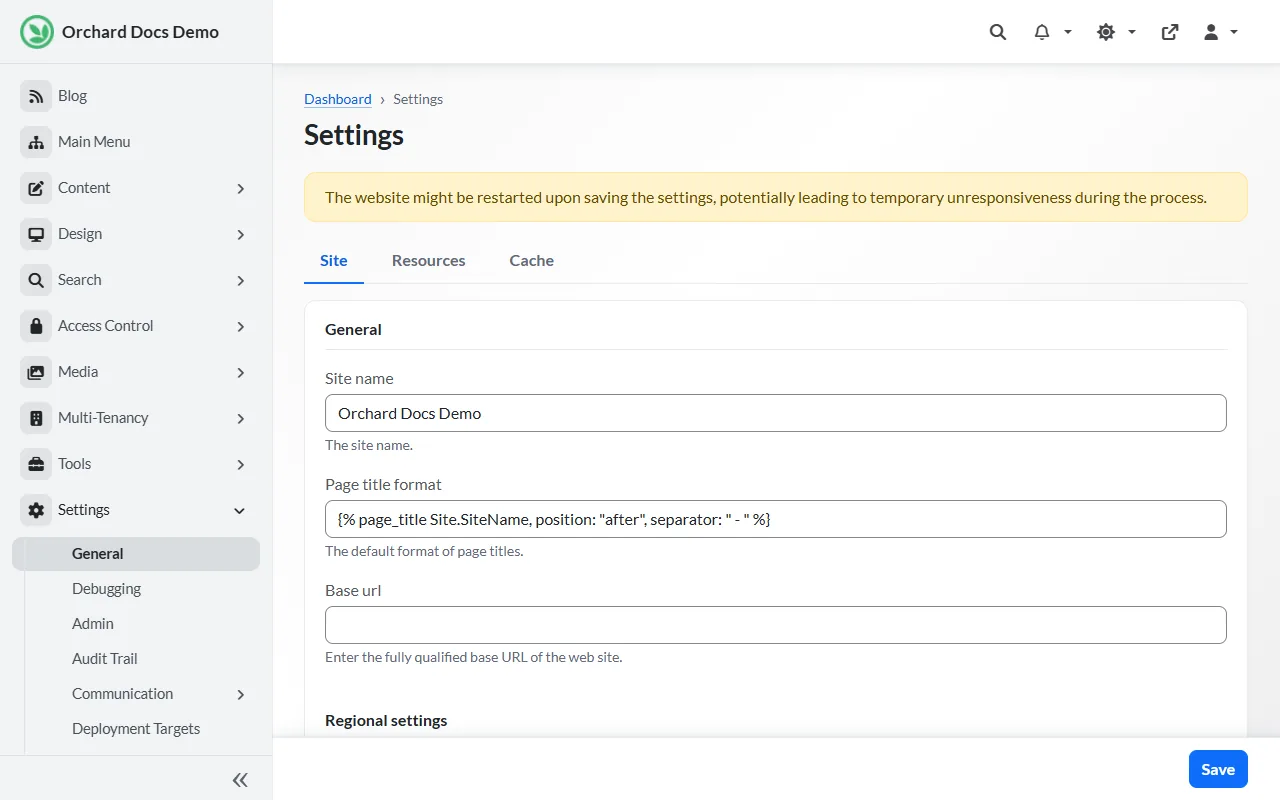 Orchard Docs Demo
Blog
Main Menu
Content
Design
Search
Access Control
Media
Multi-Tenancy
Tools
Settings
General
Debugging
Admin
Audit Trail
Communication
Deployment Targets
Dashboard › Settings
Settings
The website might be restarted upon saving the settings, potentially leading to temporary unresponsiveness during the process.
Site Resources Cache
General
Site name
Orchard Docs Demo
The site name.
Page title format
{% page_title Site.SiteName, position: "after", separator: " - " %}
The default format of page titles.
Base url
Enter the fully qualified base URL of the web site.
Regional settings
Save